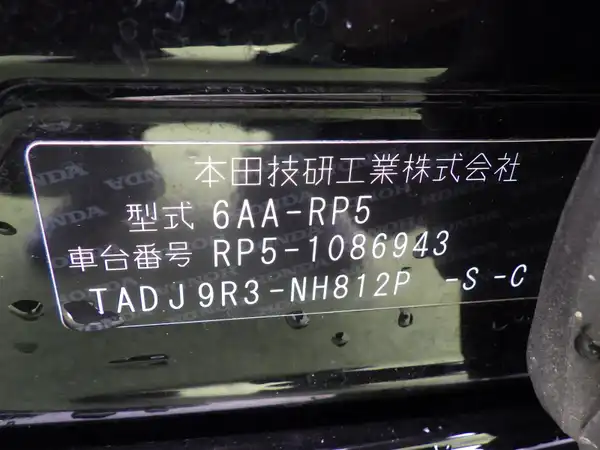 本田技研工業株式会社
型式 6AA-RP5
車台番号 RP5-1086943
TADJ9R3-NH812P -S -C